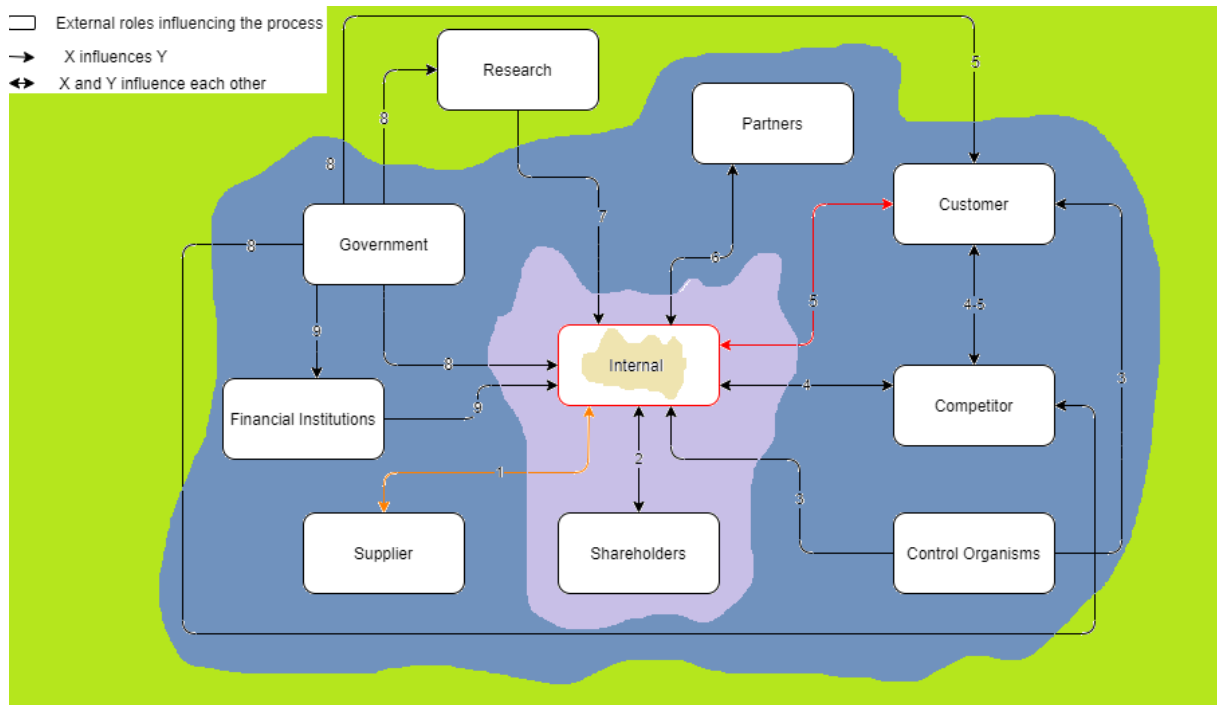 External roles influencing the process
X influences Y
X and Y influence each other
Research
Partners
Customer
Government
Internal
Financial Institutions
Competitor
Supplier
Shareholders
Control Organisms
5
8
8
7
6
8
5
4-5
9
8
4
3
9
1
2
3